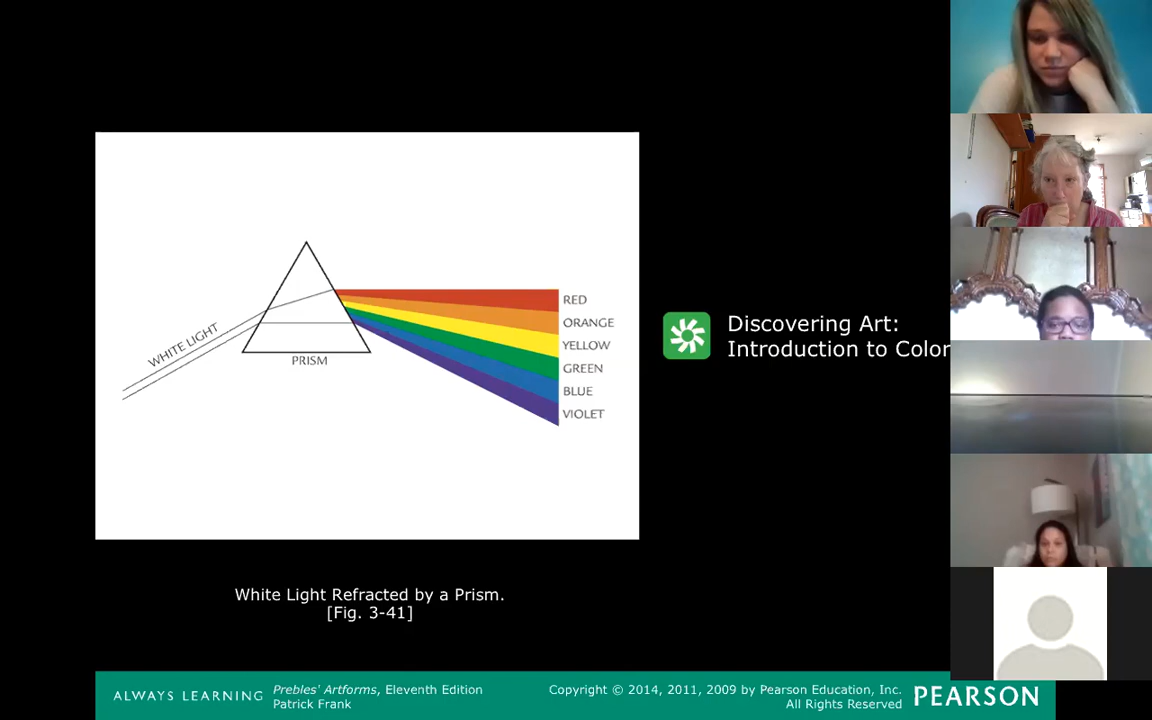 WHITE LIGHT
PRISM
RED
ORANGE
YELLOW
GREEN
BLUE
VIOLET
Discovering Art:
Introduction to Color
White Light Refracted by a Prism.
[Fig. 3-41]
ALWAYS LEARNING
Prebles' Artforms, Eleventh Edition
Patrick Frank
Copyright © 2014, 2011, 2009 by Pearson Education, Inc.
All Rights Reserved
PEARSON